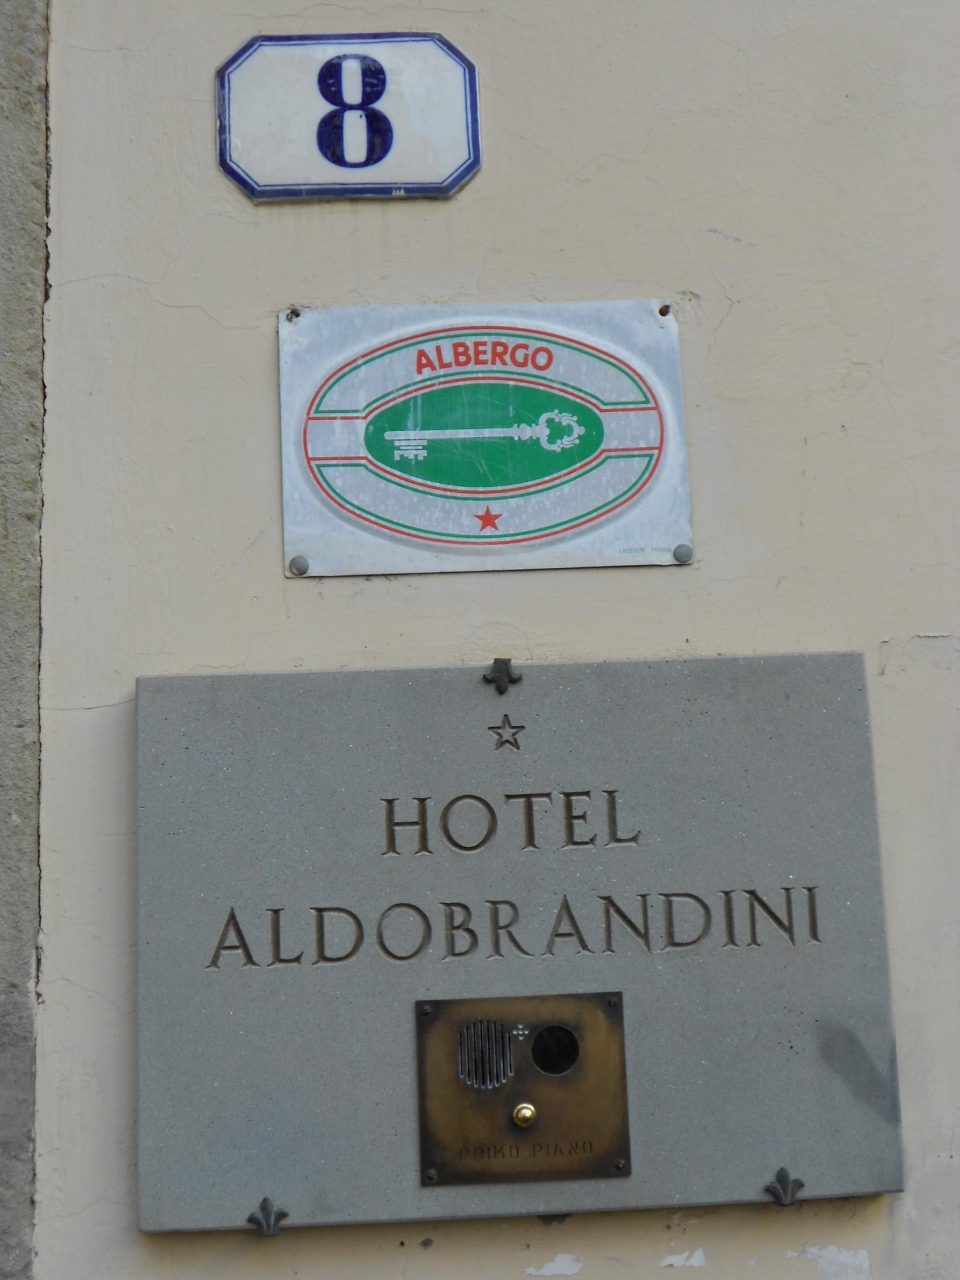 8
ALBERGO
HOTEL
ALDOBRANDINI
PRIMO PIANO